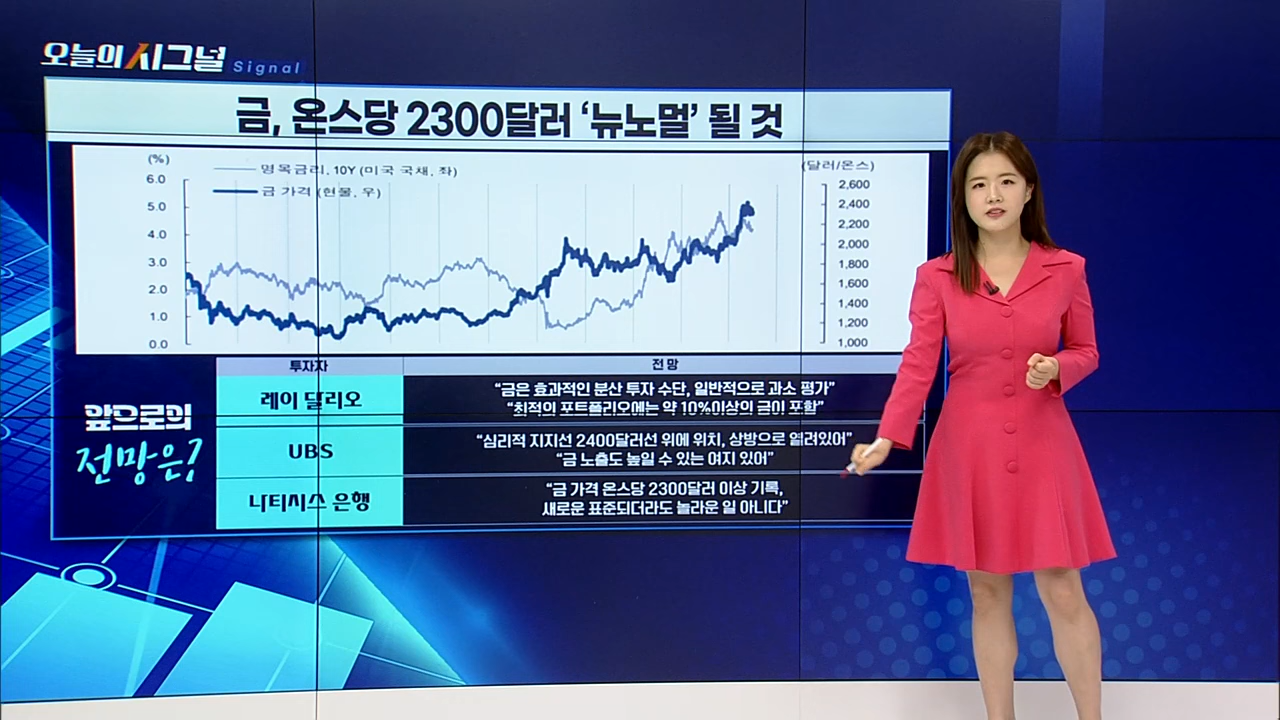 오늘의 시그널 Signal
금, 온스당 2300달러 ‘뉴노멀’ 될 것
(%)
(달러/온스)
명목금리, 10Y (미국 국채, 좌)
금 가격 (현물, 우)
6.0
5.0
4.0
3.0
2.0
1.0
0.0
2,600
2,400
2,200
2,000
1,800
1,600
1,400
1,200
1,000
앞으로의
전망은?
투자자
전망
레이 달리오
“금은 효과적인 분산 투자 수단, 일반적으로 과소 평가”
“최적의 포트폴리오에는 약 10%이상의 금이 포함”
UBS
“심리적 지지선 2400달러선 위에 위치, 상방으로 열려있어”
“금 노출도 높일 수 있는 여지 있어”
나티시스 은행
“금 가격 온스당 2300달러 이상 기록,
새로운 표준되더라도 놀라운 일 아니다”